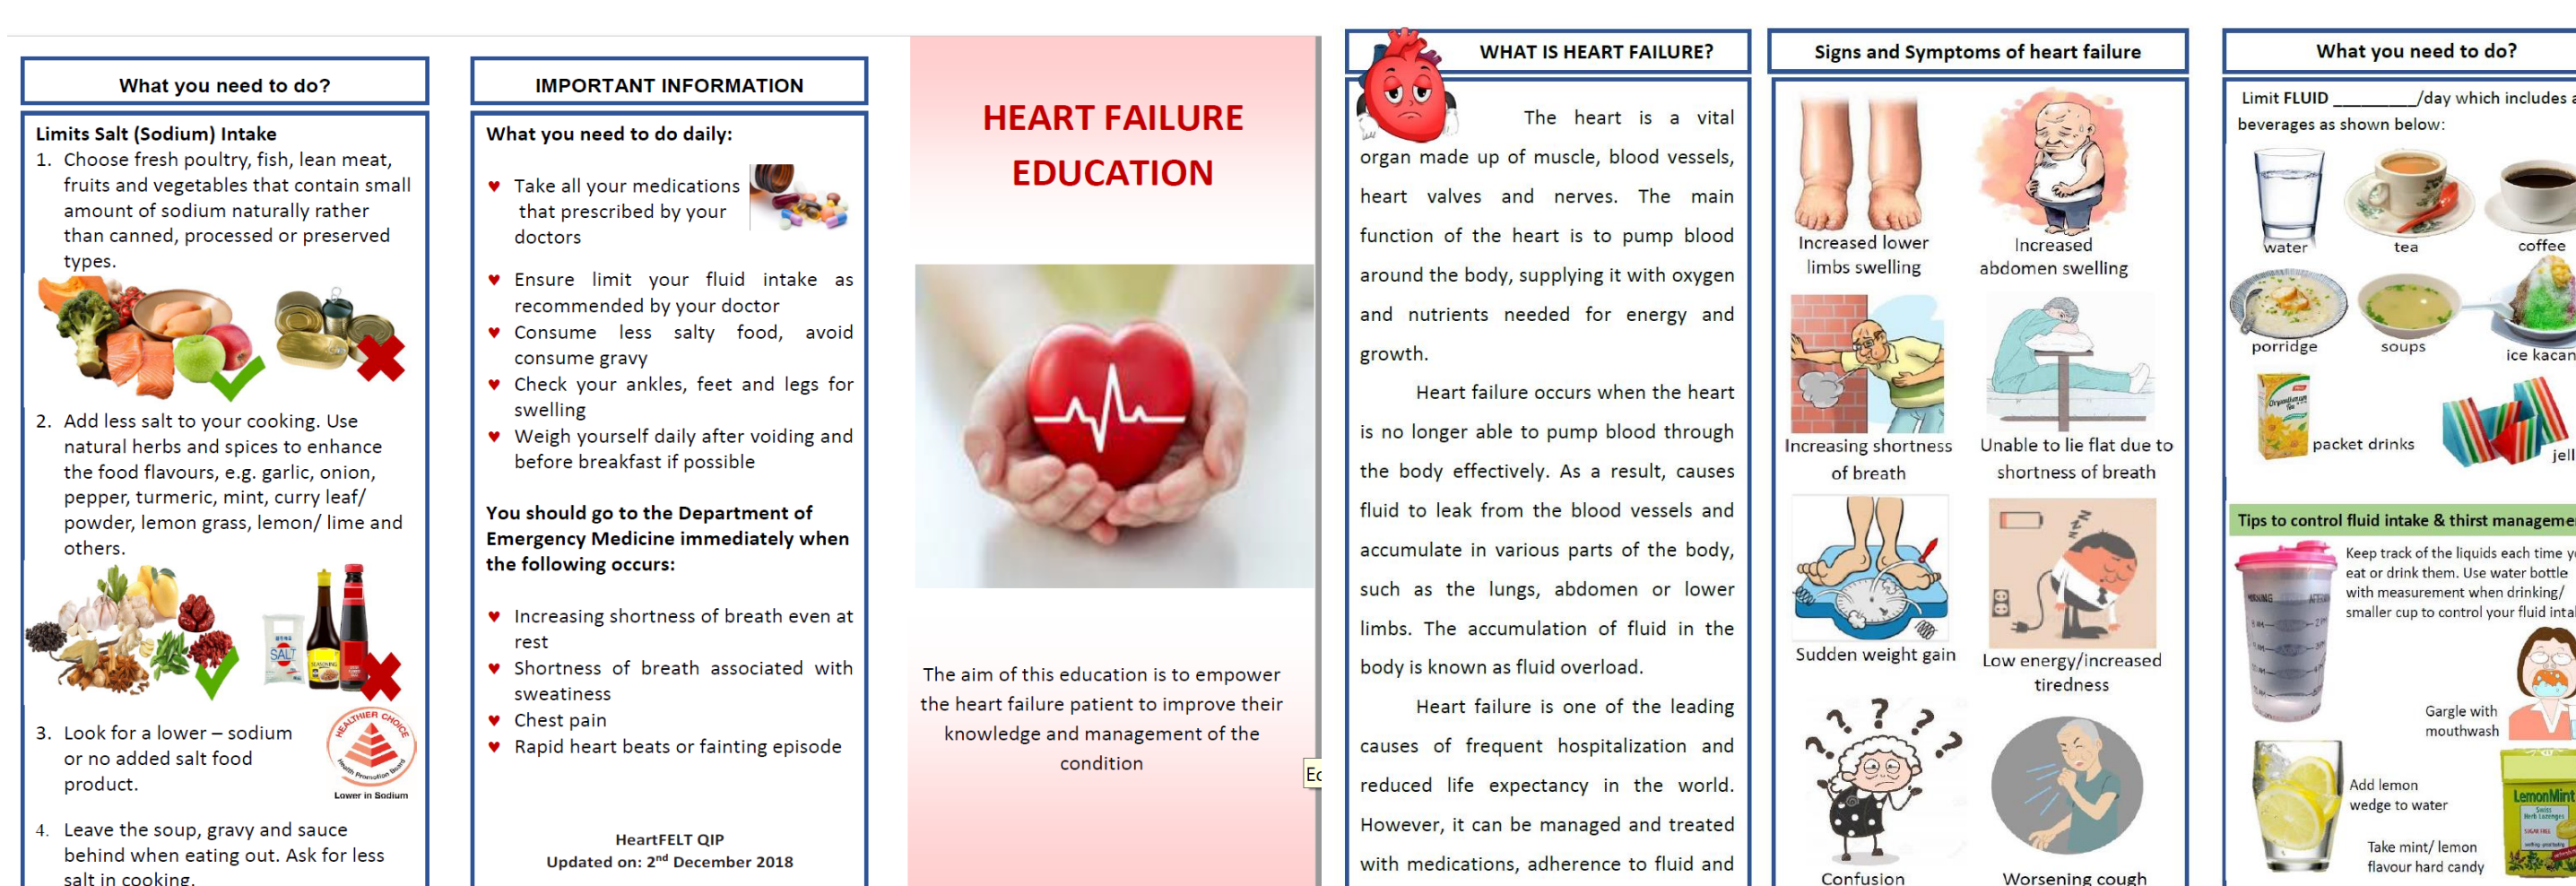 What you need to do?
Limits Salt (Sodium) Intake
1. Choose fresh poultry, fish, lean meat,
fruits and vegetables that contain small
amount of sodium naturally rather
than canned, processed or preserved
types.
2. Add less salt to your cooking. Use
natural herbs and spices to enhance
the food flavours, e.g. garlic, onion,
pepper, turmeric, mint, curry leaf/
powder, lemon grass, lemon/ lime and
others.
SALT
3. Look for a lower – sodium
or no added salt food
product.
HEALTHIER CHOICE
Health Promotion Board
Lower in Sodium
4. Leave the soup, gravy and sauce
behind when eating out. Ask for less
salt in cooking.
IMPORTANT INFORMATION
What you need to do daily:
♥ Take all your medications
that prescribed by your
doctors
♥ Ensure limit your fluid intake as
recommended by your doctor
♥ Consume less salty food, avoid
consume gravy
♥ Check your ankles, feet and legs for
swelling
♥ Weigh yourself daily after voiding and
before breakfast if possible
You should go to the Department of
Emergency Medicine immediately when
the following occurs:
♥ Increasing shortness of breath even at
rest
♥ Shortness of breath associated with
sweatiness
♥ Chest pain
♥ Rapid heart beats or fainting episode
HeartFELT QIP
Updated on: 2nd December 2018
HEART FAILURE
EDUCATION
The aim of this education is to empower
the heart failure patient to improve their
knowledge and management of the
condition
WHAT IS HEART FAILURE?
The heart is a vital
organ made up of muscle, blood vessels,
heart valves and nerves. The main
function of the heart is to pump blood
around the body, supplying it with oxygen
and nutrients needed for energy and
growth.
Heart failure occurs when the heart
is no longer able to pump blood through
the body effectively. As a result, causes
fluid to leak from the blood vessels and
accumulate in various parts of the body,
such as the lungs, abdomen or lower
limbs. The accumulation of fluid in the
body is known as fluid overload.
Heart failure is one of the leading
causes of frequent hospitalization and
reduced life expectancy in the world.
However, it can be managed and treated
with medications, adherence to fluid and
Signs and Symptoms of heart failure
Increased lower
limbs swelling
Increased
abdomen swelling
Increasing shortness
of breath
Unable to lie flat due to
shortness of breath
Sudden weight gain
Low energy/increased
tiredness
Confusion
Worsening cough
What you need to do?
Limit FLUID _________/day which includes a
beverages as shown below:
water
tea
coffee
porridge
soups
ice kacan
packet drinks
jell
Tips to control fluid intake & thirst manageme
Keep track of the liquids each time y
eat or drink them. Use water bottle
with measurement when drinking/
smaller cup to control your fluid inta
Gargle with
mouthwash
Add lemon
wedge to water
LemonMint
Take mint/ lemon
flavour hard candy